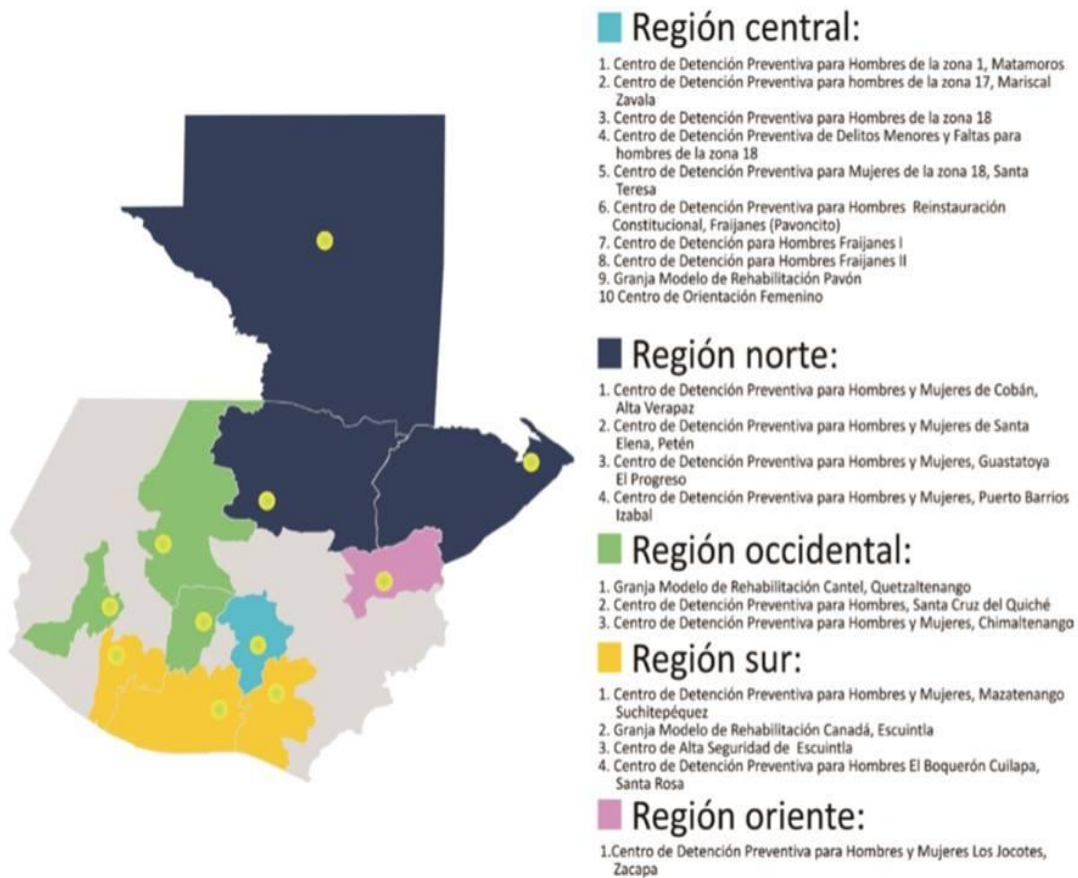 Región central:
1. Centro de Detención Preventiva para Hombres de la zona 1, Matamoros
2. Centro de Detención Preventiva para hombres de la zona 17, Mariscal
Zavala
3. Centro de Detención Preventiva para Hombres de la zona 18
4. Centro de Detención Preventiva de Delitos Menores y Faltas para
hombres de la zona 18
5. Centro de Detención Preventiva para Mujeres de la zona 18, Santa
Teresa
6. Centro de Detención Preventiva para Hombres Reinstauración
Constitucional, Fraijanes (Pavoncito)
7. Centro de Detención para Hombres Fraijanes I
8. Centro de Detención para Hombres Fraijanes II
9. Granja Modelo de Rehabilitación Pavón
10 Centro de Orientación Femenino
Región norte:
1. Centro de Detención Preventiva para Hombres y Mujeres de Cobán,
Alta Verapaz
2. Centro de Detención Preventiva para Hombres y Mujeres de Santa
Elena, Petén
3. Centro de Detención Preventiva para Hombres y Mujeres, Guastatoya
El Progreso
4. Centro de Detención Preventiva para Hombres y Mujeres, Puerto Barrios
Izabal
Región occidental:
1. Granja Modelo de Rehabilitación Cantel, Quetzaltenango
2. Centro de Detención Preventiva para Hombres, Santa Cruz del Quiché
3. Centro de Detención Preventiva para Hombres y Mujeres, Chimaltenango
Región sur:
1. Centro de Detención Preventiva para Hombres y Mujeres, Mazatenango
Suchitepéquez
2. Granja Modelo de Rehabilitación Canadá, Escuintla
3. Centro de Alta Seguridad de Escuintla
4. Centro de Detención Preventiva para Hombres El Boquerón Cuilapa,
Santa Rosa
Región oriente:
1.Centro de Detención Preventiva para Hombres y Mujeres Los Jocotes,
Zacapa